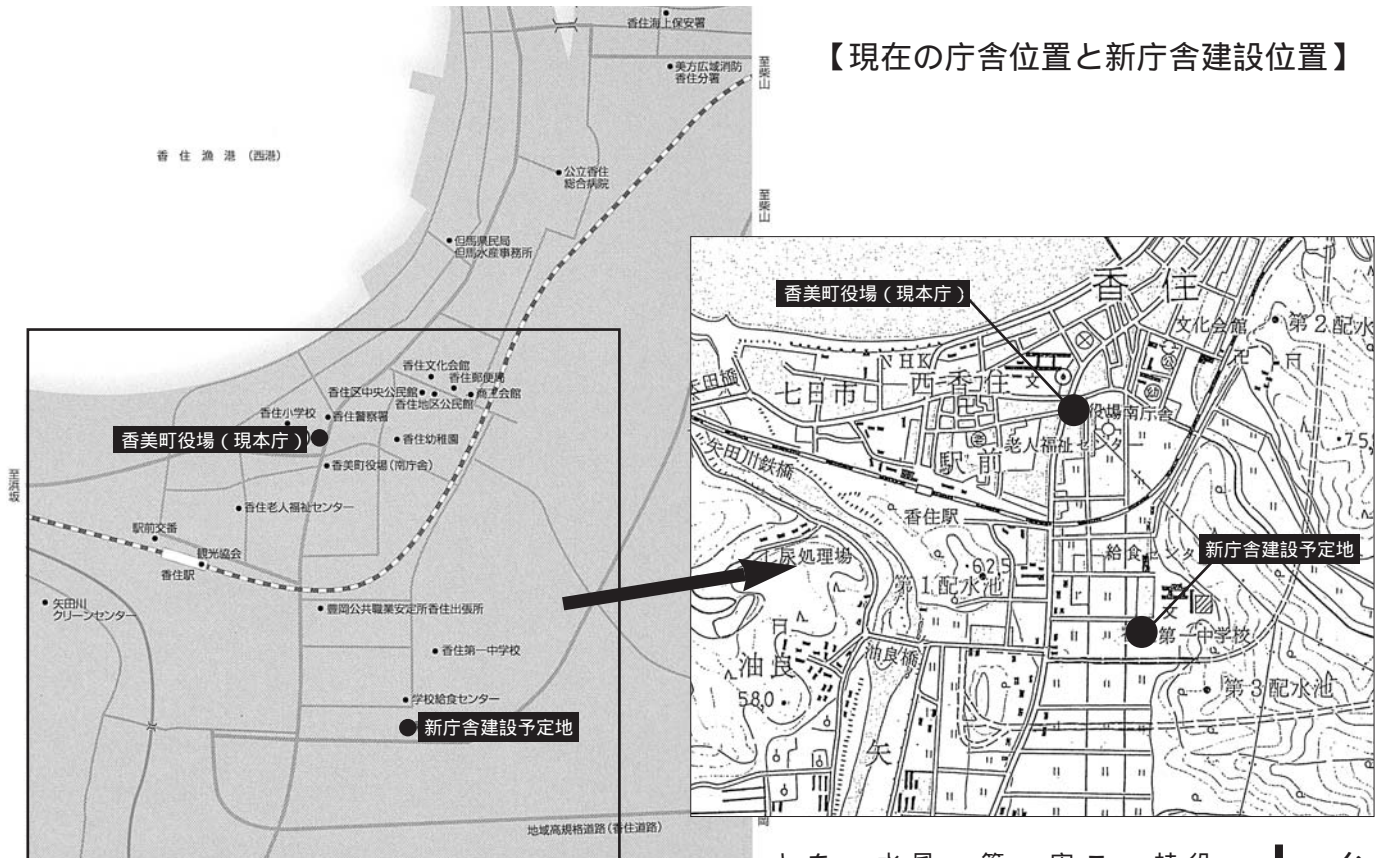 【現在の庁舎位置と新庁舎建設位置】
香住海上保安署
美方広域消防
香住分署
至柴山
香住漁港(西港)
公立香住
総合病院
至柴山
但馬県民局
但馬水産事務所
香住文化会館
香住郵便局
香住区中央公民館
商工会館
香住地区公民館
香住小学校
香住警察署
香美町役場(現本庁)
香住幼稚園
香美町役場(南庁舎)
至浜坂
香住老人福祉センター
駅前交番
観光協会
香住駅
矢田川
クリーンセンター
豊岡公共職業安定所香住出張所
香住第一中学校
学校給食センター
新庁舎建設予定地
地域高規格道路(香住道路)
香住
香美町役場(現本庁)
文化会館
第2配水
NHK
西香住
七日市
矢田橋
役場南庁舎
老人福祉センター
駅前
矢田川鉄橋
香住駅
給食センタ
新庁舎建設予定地
し尿処理場
62.5
第1配水池
第一中学校
油良
油良橋
58.0
第3配水池
矢